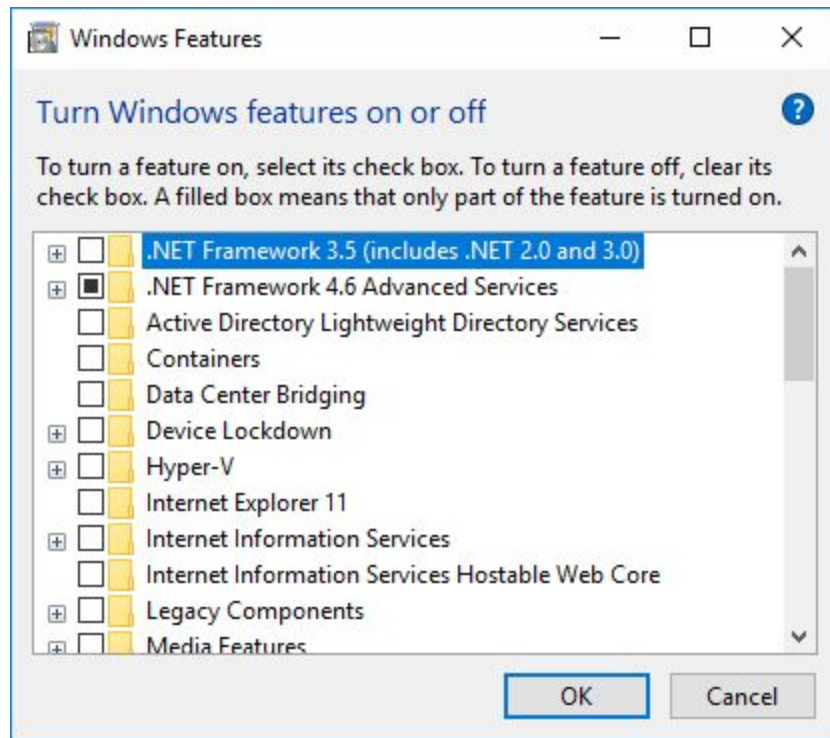 Windows Features
Turn Windows features on or off
To turn a feature on, select its check box. To turn a feature off, clear its
check box. A filled box means that only part of the feature is turned on.
.NET Framework 3.5 (includes .NET 2.0 and 3.0)
.NET Framework 4.6 Advanced Services
Active Directory Lightweight Directory Services
Containers
Data Center Bridging
Device Lockdown
Hyper-V
Internet Explorer 11
Internet Information Services
Internet Information Services Hostable Web Core
Legacy Components
Media Features
OK Cancel